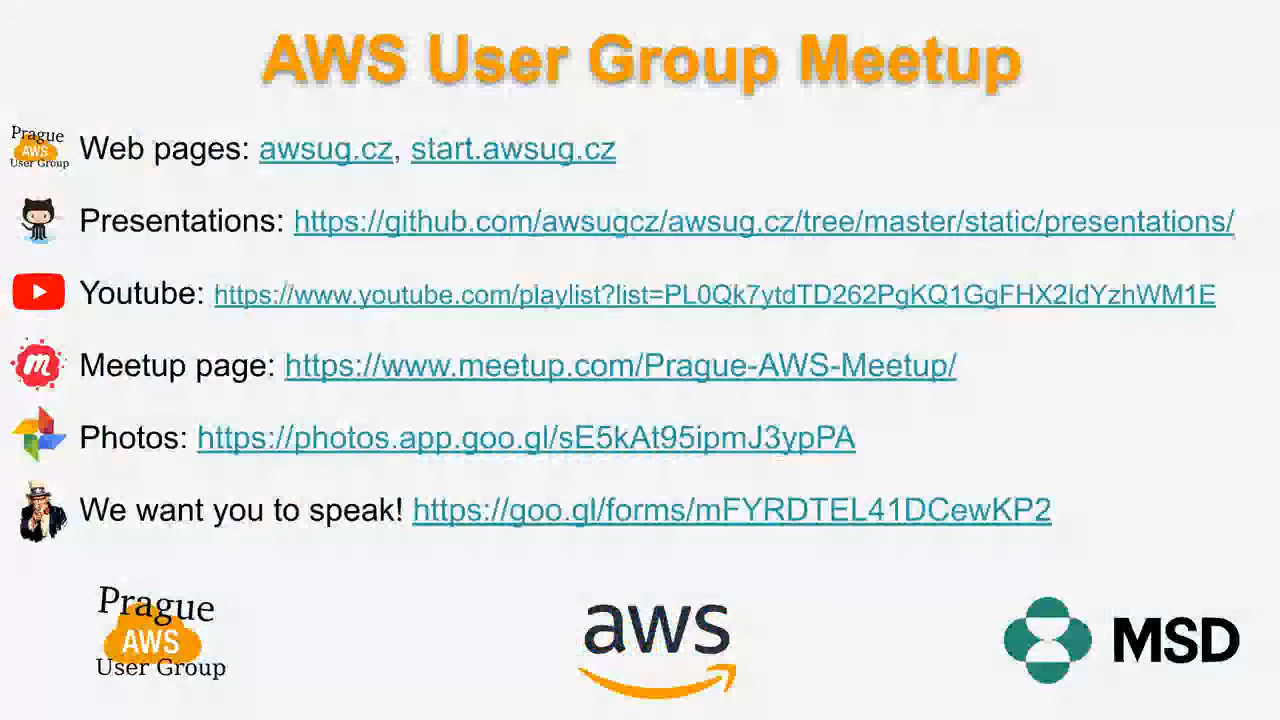 AWS User Group Meetup
Prague
AWS
User Group
Web pages: awsug.cz, start.awsug.cz
Presentations: https://github.com/awsugcz/awsug.cz/tree/master/static/presentations/
Youtube: https://www.youtube.com/playlist?list=PL0Qk7ytdTD262PgKQ1GgFHX2IdYzhWM1E
m
Meetup page: https://www.meetup.com/Prague-AWS-Meetup/
Photos: https://photos.app.goo.gl/sE5kAt95ipmJ3ypPA
We want you to speak! https://goo.gl/forms/mFYRDTEL41DCewKP2
Prague
AWS
User Group
aws
MSD